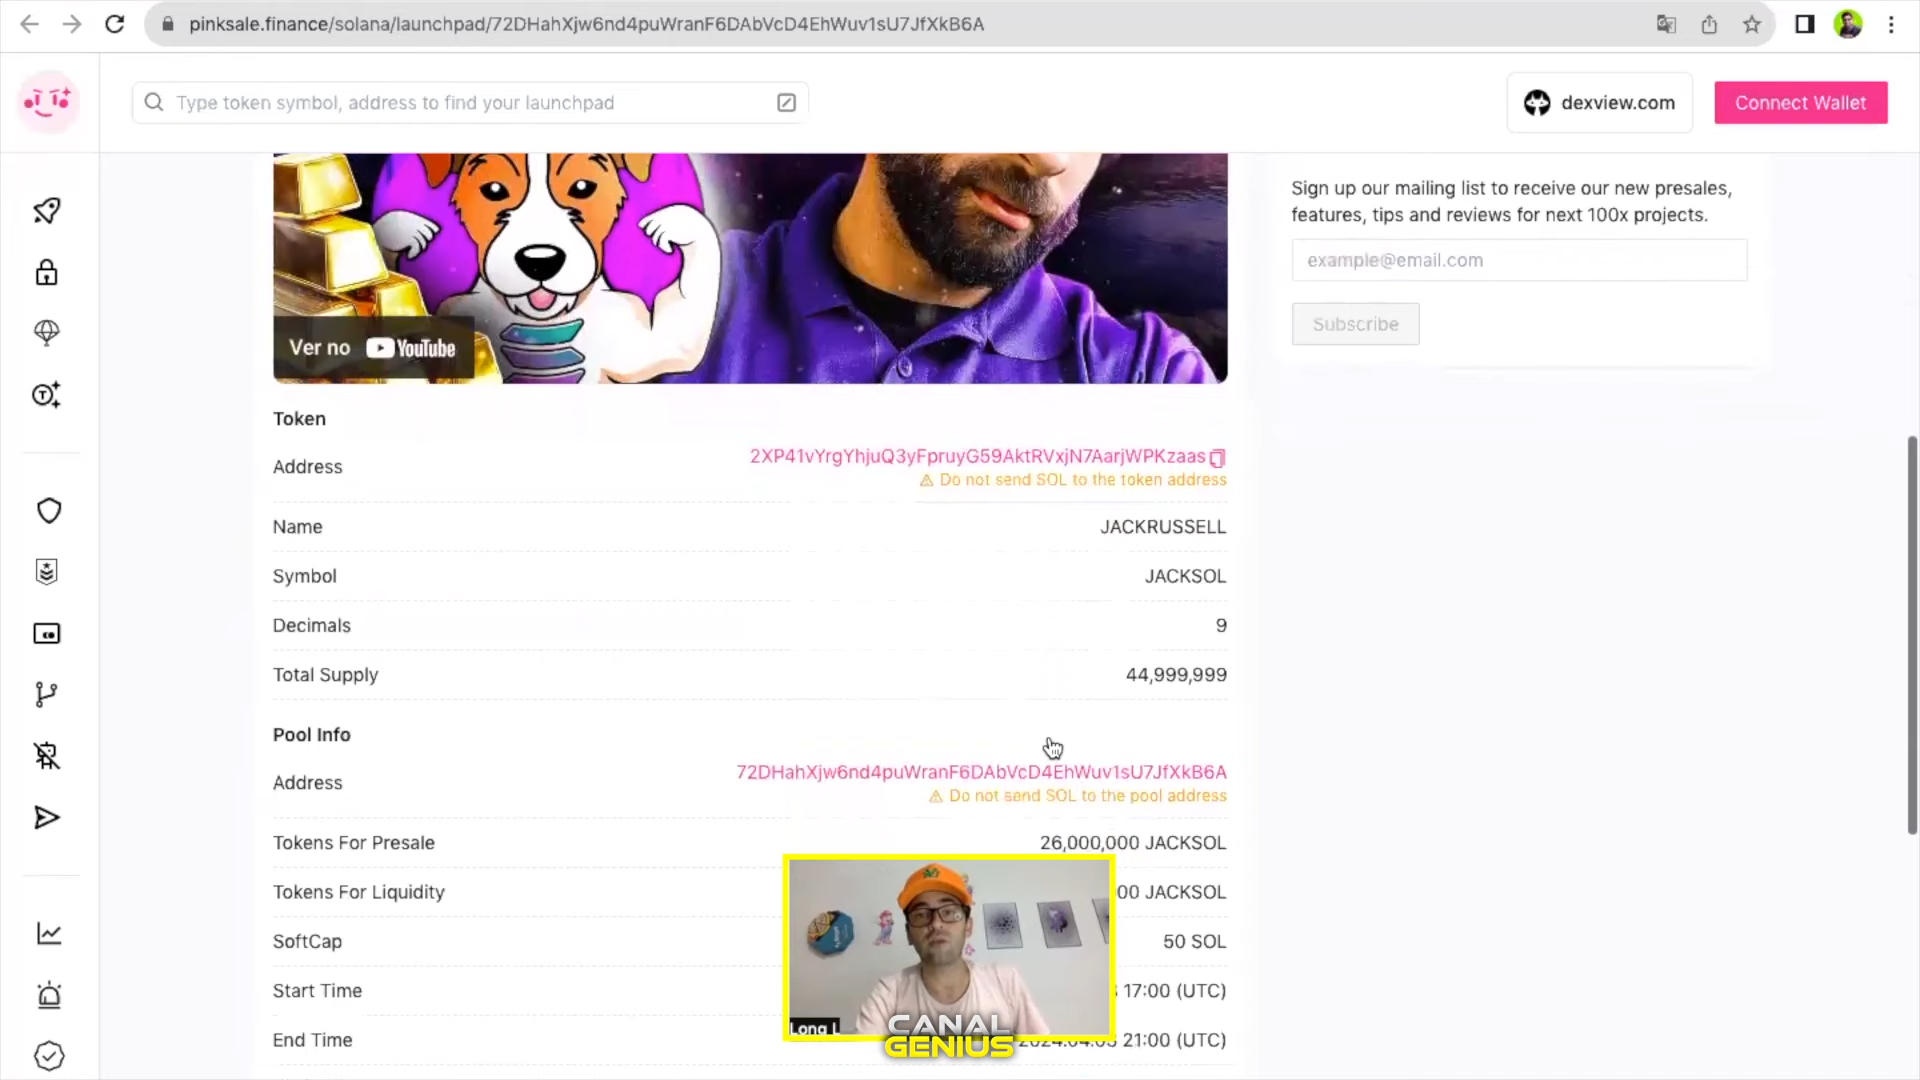 pinksale.finance/solana/launchpad/72DHahXjw6nd4puWranF6DAbVcD4EhWuv1sU7JfXkB6A
Type token symbol, address to find your launchpad
dexview.com
Connect Wallet
Sign up our mailing list to receive our new presales,
features, tips and reviews for next 100x projects.
example@email.com
Subscribe
Ver no YouTube
Token
Address 2XP41vYrgYhjuQ3yFpruyG59AktRVxjN7AarjWPKzaas
Do not send SOL to the token address
Name JACKRUSSELL
Symbol JACKSOL
Decimals 9
Total Supply 44,999,999
Pool Info
Address 72DHahXjw6nd4puWranF6DAbVcD4EhWuv1sU7JfXkB6A
Do not send SOL to the pool address
Tokens For Presale 26,000,000 JACKSOL
Tokens For Liquidity 00 JACKSOL
SoftCap 50 SOL
Start Time 17:00 (UTC)
End Time 21:00 (UTC)
CANAL
GENIUS